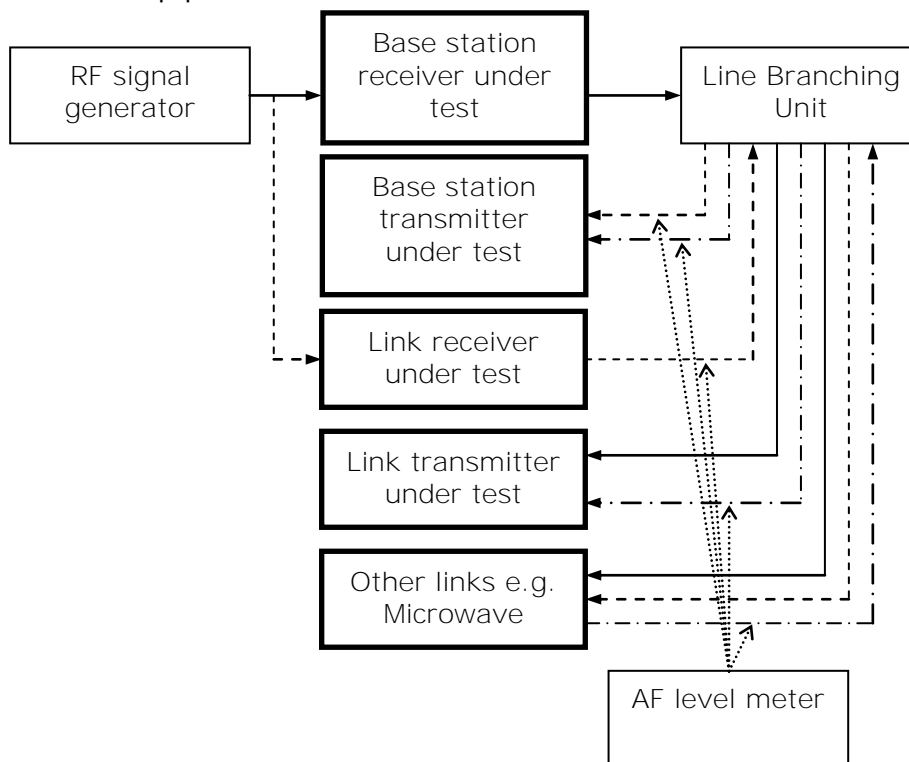 RF signal
generator
Base station
receiver under
test
Line Branching
Unit
Base station
transmitter
under test
Link receiver
under test
Link transmitter
under test
Other links e.g.
Microwave
AF level meter